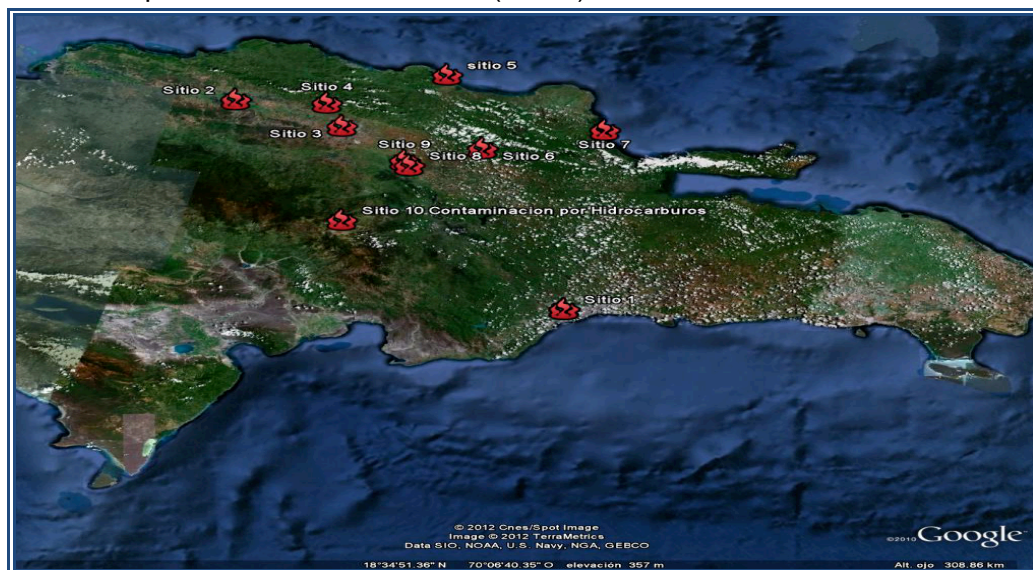 sitio 5
Sitio 2
Sitio 4
Sitio 3
Sitio 9
Sitio 8
Sitio 6
Sitio 7
Sitio 10 Contaminacion por Hidrocarburos
Sitio 1
© 2012 Cnes/Spot Image
Image © 2012 TerraMetrics
Data SIO, NOAA, U.S. Navy, NGA, GEBCO
©2010 Google
18°34'51.36" N 70°06'40.35" O elevación 357 m
Alt. ojo 308.86 km